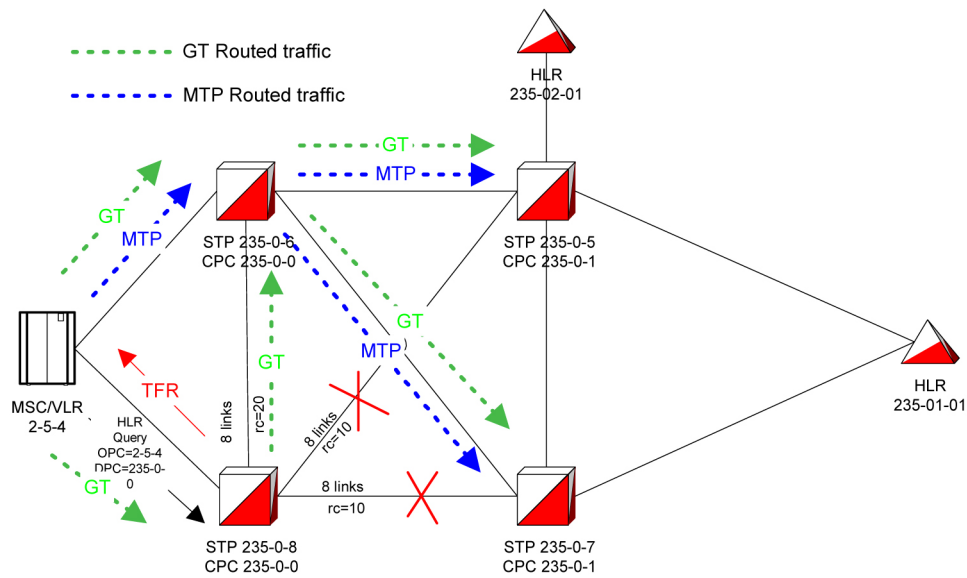 GT Routed traffic
MTP Routed traffic
HLR
235-02-01
GT
MTP
GT
MTP
STP 235-0-6
CPC 235-0-0
STP 235-0-5
CPC 235-0-1
GT
MTP
GT
TFR
MSC/VLR
2-5-4
HLR
Query
OPC=2-5-4
DPC=235-0-
0
GT
8 links
rc=20
8 links
rc=10
8 links
rc=10
HLR
235-01-01
STP 235-0-8
CPC 235-0-0
STP 235-0-7
CPC 235-0-1